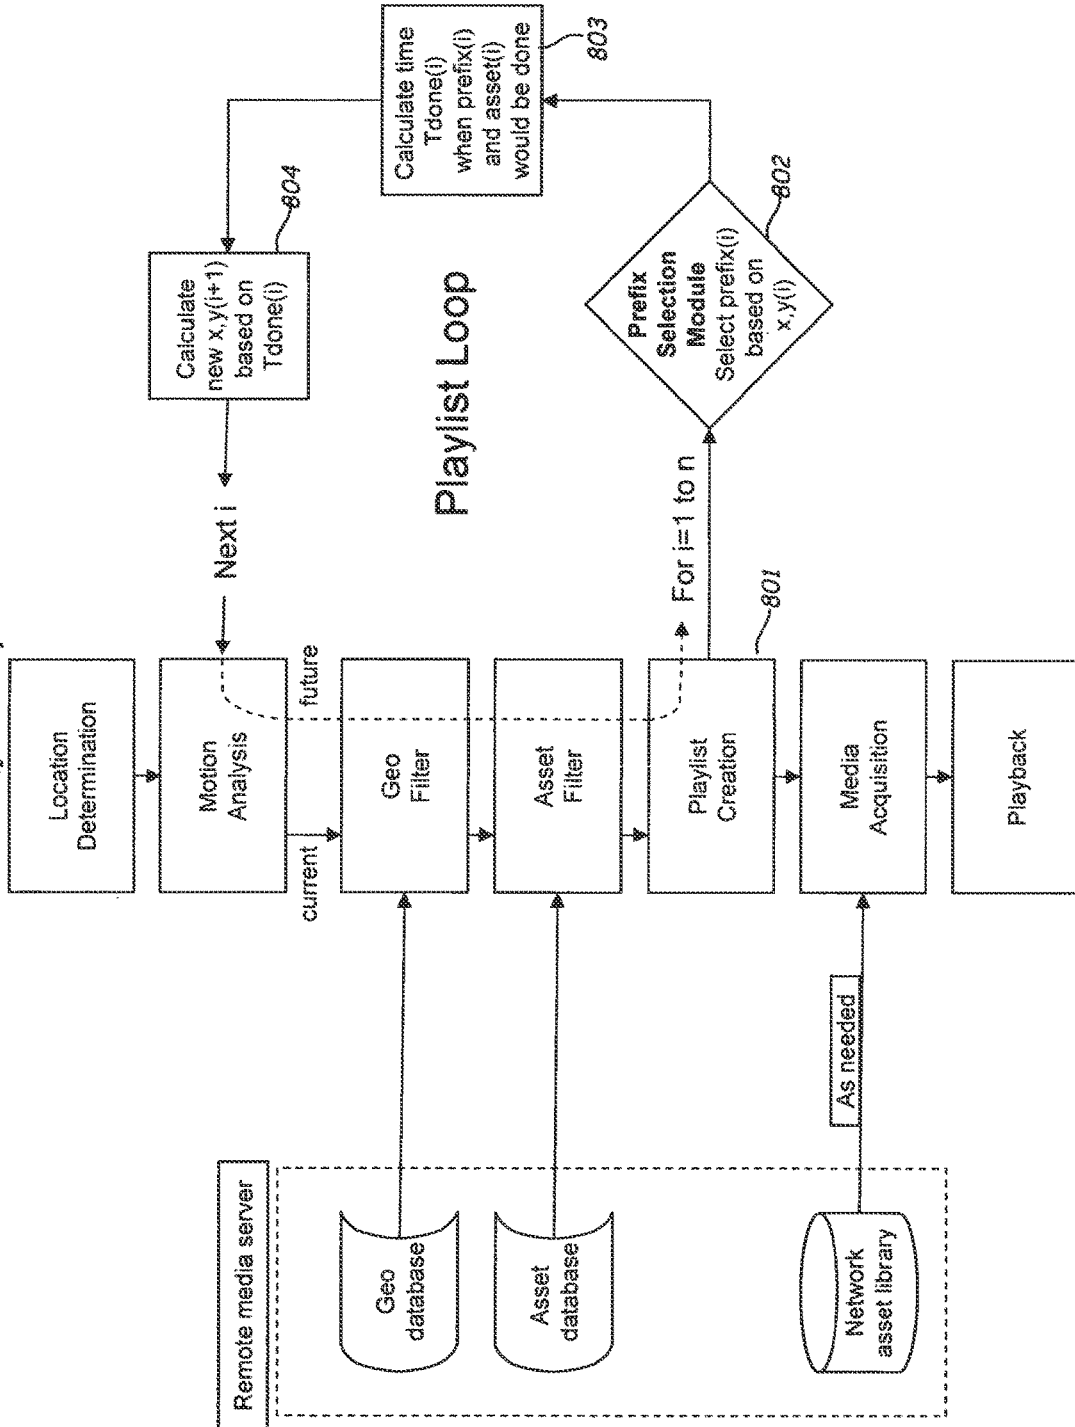 Remote media server
Geo
database
Asset
database
Network
asset library
As needed
Location
Determination
Motion
Analysis
current
future
Geo
Filter
Asset
Filter
Playlist
Creation
801
Media
Acquisition
Playback
Next i
For i=1 to n
Playlist Loop
Prefix
Selection
Module
Select prefix(i)
based on
x,y(i)
802
Calculate time
Tdone(i)
when prefix(i)
and asset(i)
would be done
803
Calculate
new x,y(i+1)
based on
Tdone(i)
804